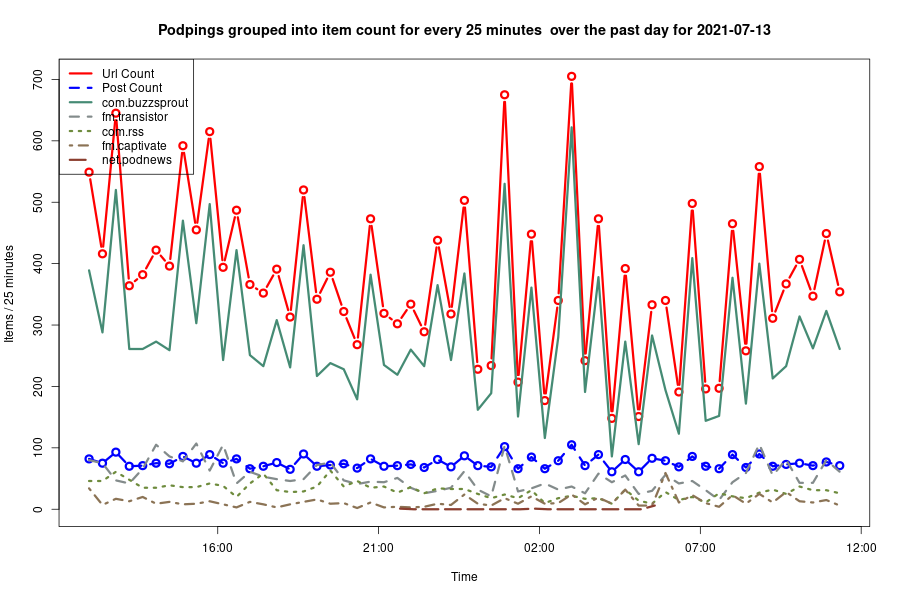 Podpings grouped into item count for every 25 minutes  over the past day for 2021-07-13
Url Count
Post Count
com.buzzsprout
fm.transistor
com.rss
fm.captivate
net.podnews
700
600
500
400
300
200
100
0
Items / 25 minutes
16:00
21:00
02:00
07:00
12:00
Time